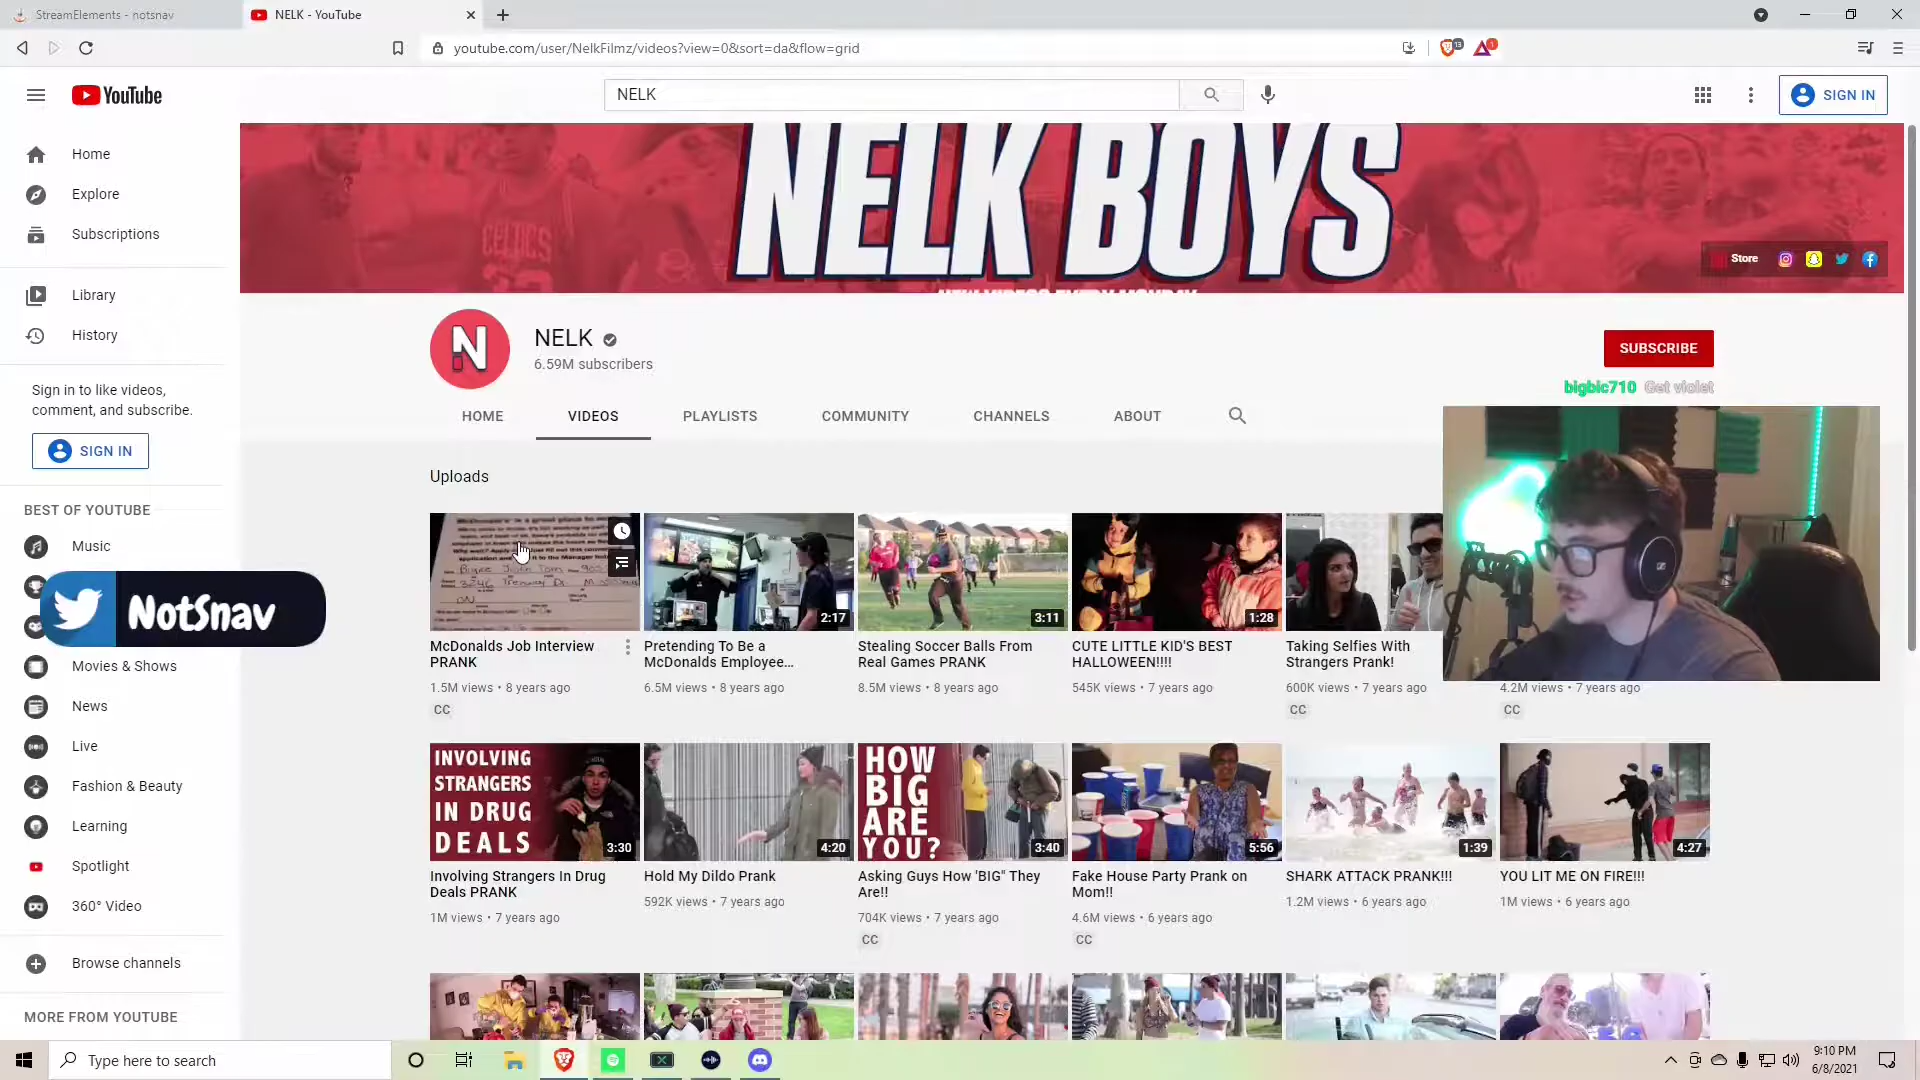 StreamElements - notsnav
NELK - YouTube
youtube.com/user/NelkFilmz/videos?view=0&sort=da&flow=grid
13
1
YouTube
NELK
SIGN IN
Home
Explore
Subscriptions
Library
History
Sign in to like videos,
comment, and subscribe.
SIGN IN
BEST OF YOUTUBE
Music
NotSnav
Movies & Shows
News
Live
Fashion & Beauty
Learning
Spotlight
360° Video
Browse channels
MORE FROM YOUTUBE
NELK BOYS
NEW VIDEOS EVERY MONDAY
CELTICS
Store
N
NELK
6.59M subscribers
SUBSCRIBE
bigbic710 Get violet
HOME
VIDEOS
PLAYLISTS
COMMUNITY
CHANNELS
ABOUT
Uploads
McDonalds Job Interview
PRANK
1.5M views • 8 years ago
CC
2:17
Pretending To Be a
McDonalds Employee...
6.5M views • 8 years ago
3:11
Stealing Soccer Balls From
Real Games PRANK
8.5M views • 8 years ago
1:28
CUTE LITTLE KID'S BEST
HALLOWEEN!!!!
545K views • 7 years ago
Taking Selfies With
Strangers Prank!
600K views • 7 years ago
CC
4.2M views • 7 years ago
CC
INVOLVING
STRANGERS
IN DRUG
DEALS
3:30
Involving Strangers In Drug
Deals PRANK
1M views • 7 years ago
4:20
Hold My Dildo Prank
592K views • 7 years ago
HOW
BIG
ARE
YOU?
3:40
Asking Guys How 'BIG" They
Are!!
704K views • 7 years ago
CC
5:56
Fake House Party Prank on
Mom!!
4.6M views • 6 years ago
CC
1:39
SHARK ATTACK PRANK!!!
1.2M views • 6 years ago
4:27
YOU LIT ME ON FIRE!!!
1M views • 6 years ago
Type here to search
9:10 PM
6/8/2021